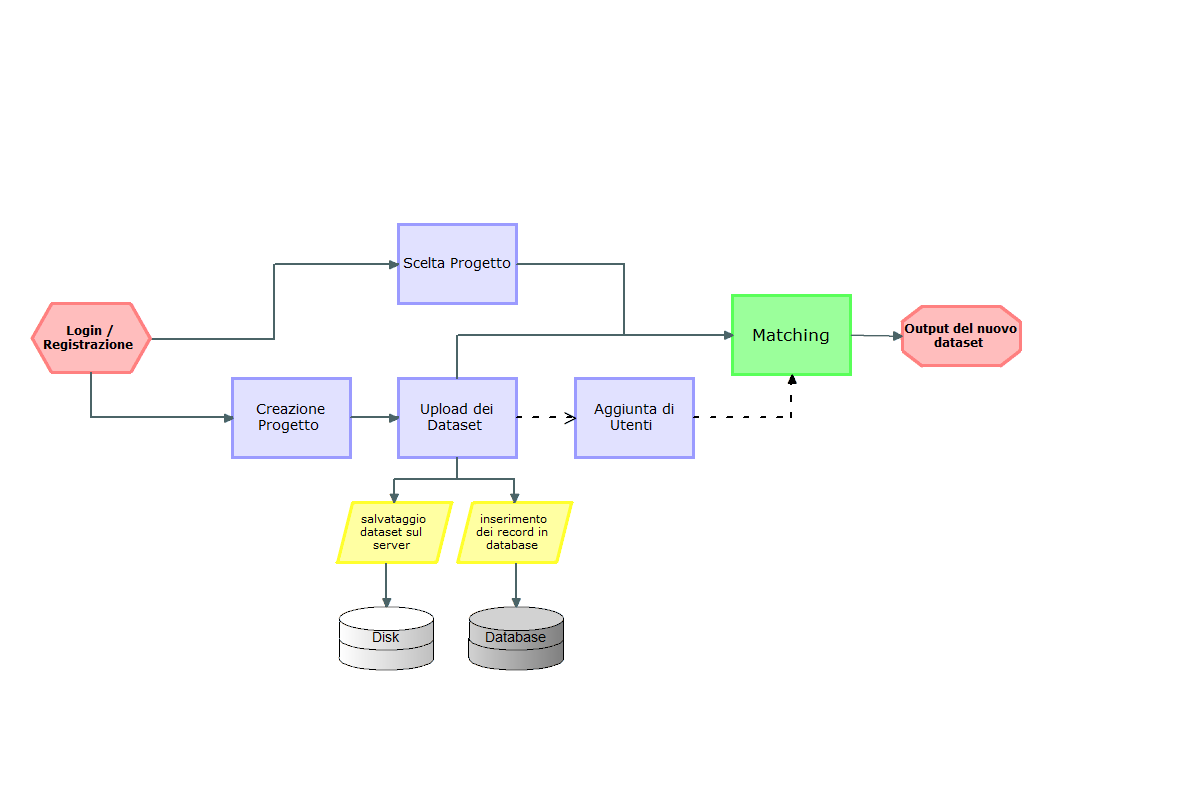 Scelta Progetto
Login /
Registrazione
Matching
Output del nuovo
dataset
Creazione
Progetto
Upload dei
Dataset
Aggiunta di
Utenti
salvataggio
dataset sul
server
inserimento
dei record in
database
Disk
Database